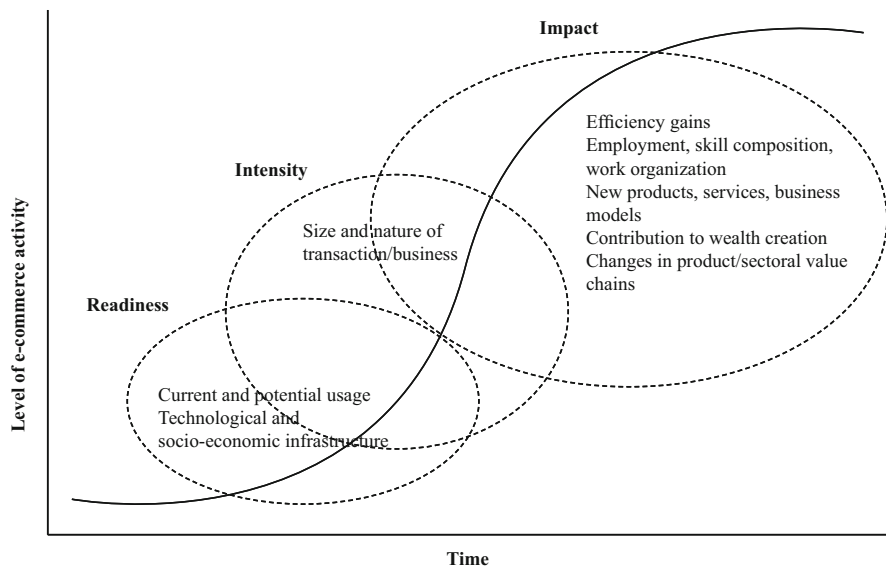 Impact
Efficiency gains
Employment, skill composition,
work organization
New products, services, business
models
Contribution to wealth creation
Changes in product/sectoral value
chains
Intensity
Size and nature of
transaction/business
Readiness
Current and potential usage
Technological and
socio-economic infrastructure
Level of e-commerce activity
Time